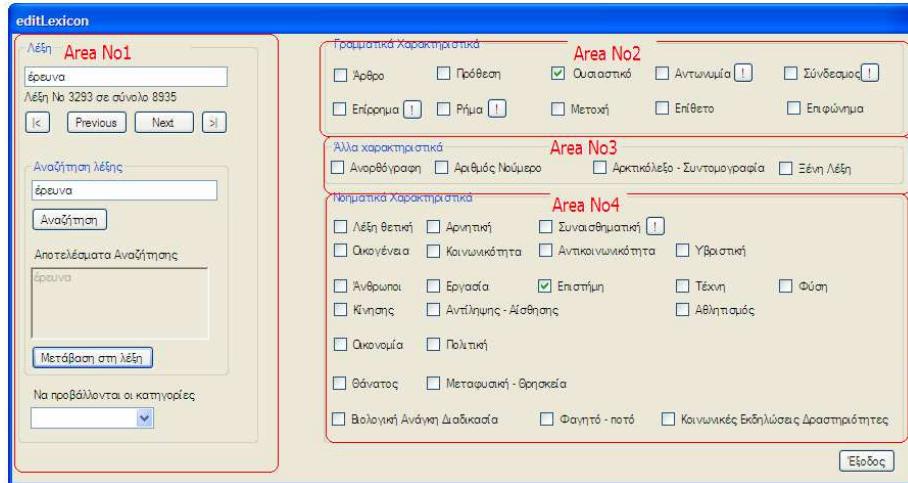 editLexicon
Λέξη Area No1
έρευνα
Λέξη Νο 3293 σε σύνολο 8935
|< Previous Next >|
Αναζήτηση λέξης
έρευνα
Αναζήτηση
Αποτελέσματα Αναζήτησης
έρευνα
Μετάβαση στη λέξη
Να προβάλλονται οι κατηγορίες
Γραμματικά Χαρακτηριστικά Area No2
Άρθρο Πρόθεση Ουσιαστικό Αντωνυμία ! Σύνδεσμος !
Επίρρημα ! Ρήμα ! Μετοχή Επίθετο Επιφώνημα
Άλλα χαρακτηριστικά Area No3
Ανορθόγραφη Αριθμός Νούμερο Αρκτικόλεξο - Συντομογραφία Ξένη Λέξη
Νοηματικά Χαρακτηριστικά Area No4
Λέξη θετική Αρνητική Συναισθηματική !
Οικογένεια Κοινωνικότητα Αντικοινωνικότητα Υβριστική
Άνθρωποι Εργασία Επιστήμη Τέχνη Φύση
Κίνησης Αντίληψης - Αίσθησης Αθλητισμός
Οικονομία Πολιτική
Θάνατος Μεταφυσική - Θρησκεία
Βιολογική Ανάγκη Διαδικασία Φαγητό - ποτό Κοινωνικές Εκδηλώσεις Δραστηριότητες
Έξοδος